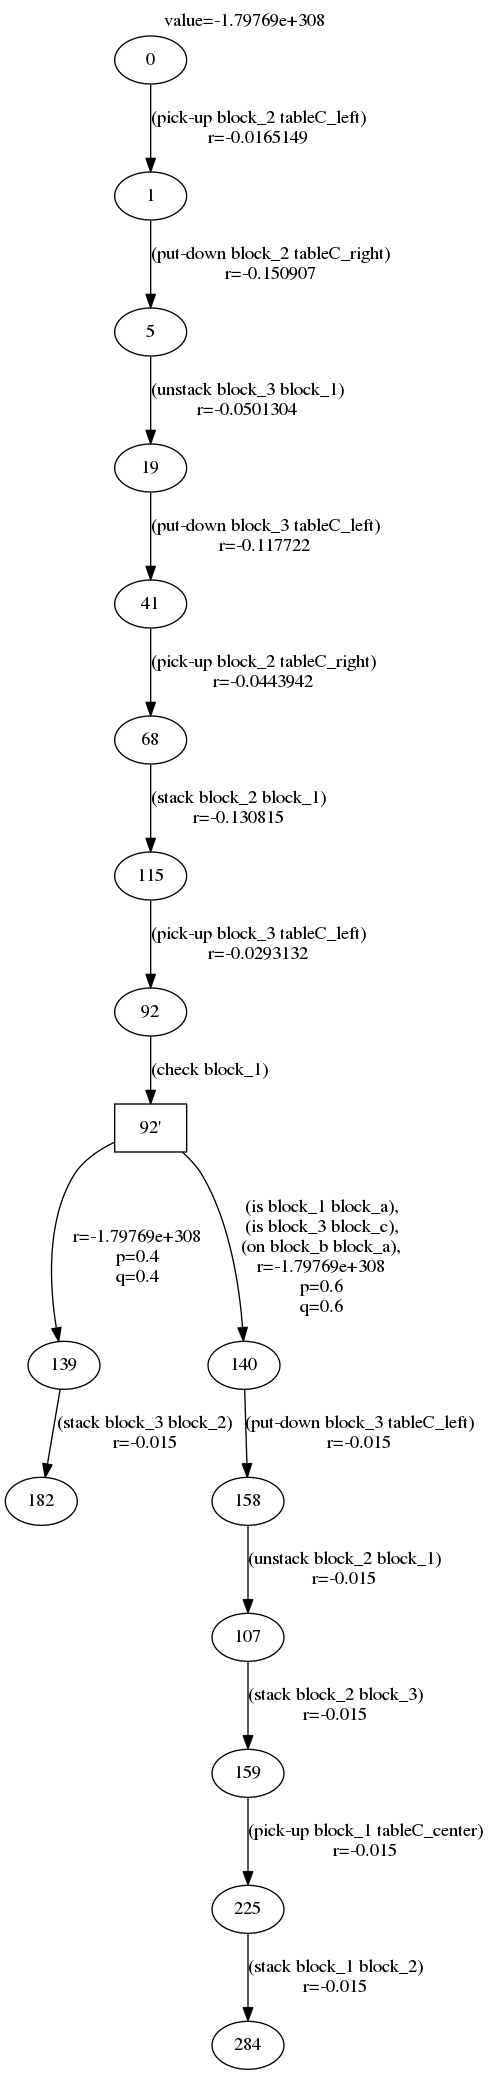 value=-1.79769e+308
0
(pick-up block_2 tableC_left)
r=-0.0165149
1
(put-down block_2 tableC_right)
r=-0.150907
5
(unstack block_3 block_1)
r=-0.0501304
19
(put-down block_3 tableC_left)
r=-0.117722
41
(pick-up block_2 tableC_right)
r=-0.0443942
68
(stack block_2 block_1)
r=-0.130815
115
(pick-up block_3 tableC_left)
r=-0.0293132
92
(check block_1)
92'
r=-1.79769e+308
p=0.4
q=0.4
(is block_1 block_a),
(is block_3 block_c),
(on block_b block_a),
r=-1.79769e+308
p=0.6
q=0.6
139
140
(stack block_3 block_2)
r=-0.015
(put-down block_3 tableC_left)
r=-0.015
182
158
(unstack block_2 block_1)
r=-0.015
107
(stack block_2 block_3)
r=-0.015
159
(pick-up block_1 tableC_center)
r=-0.015
225
(stack block_1 block_2)
r=-0.015
284